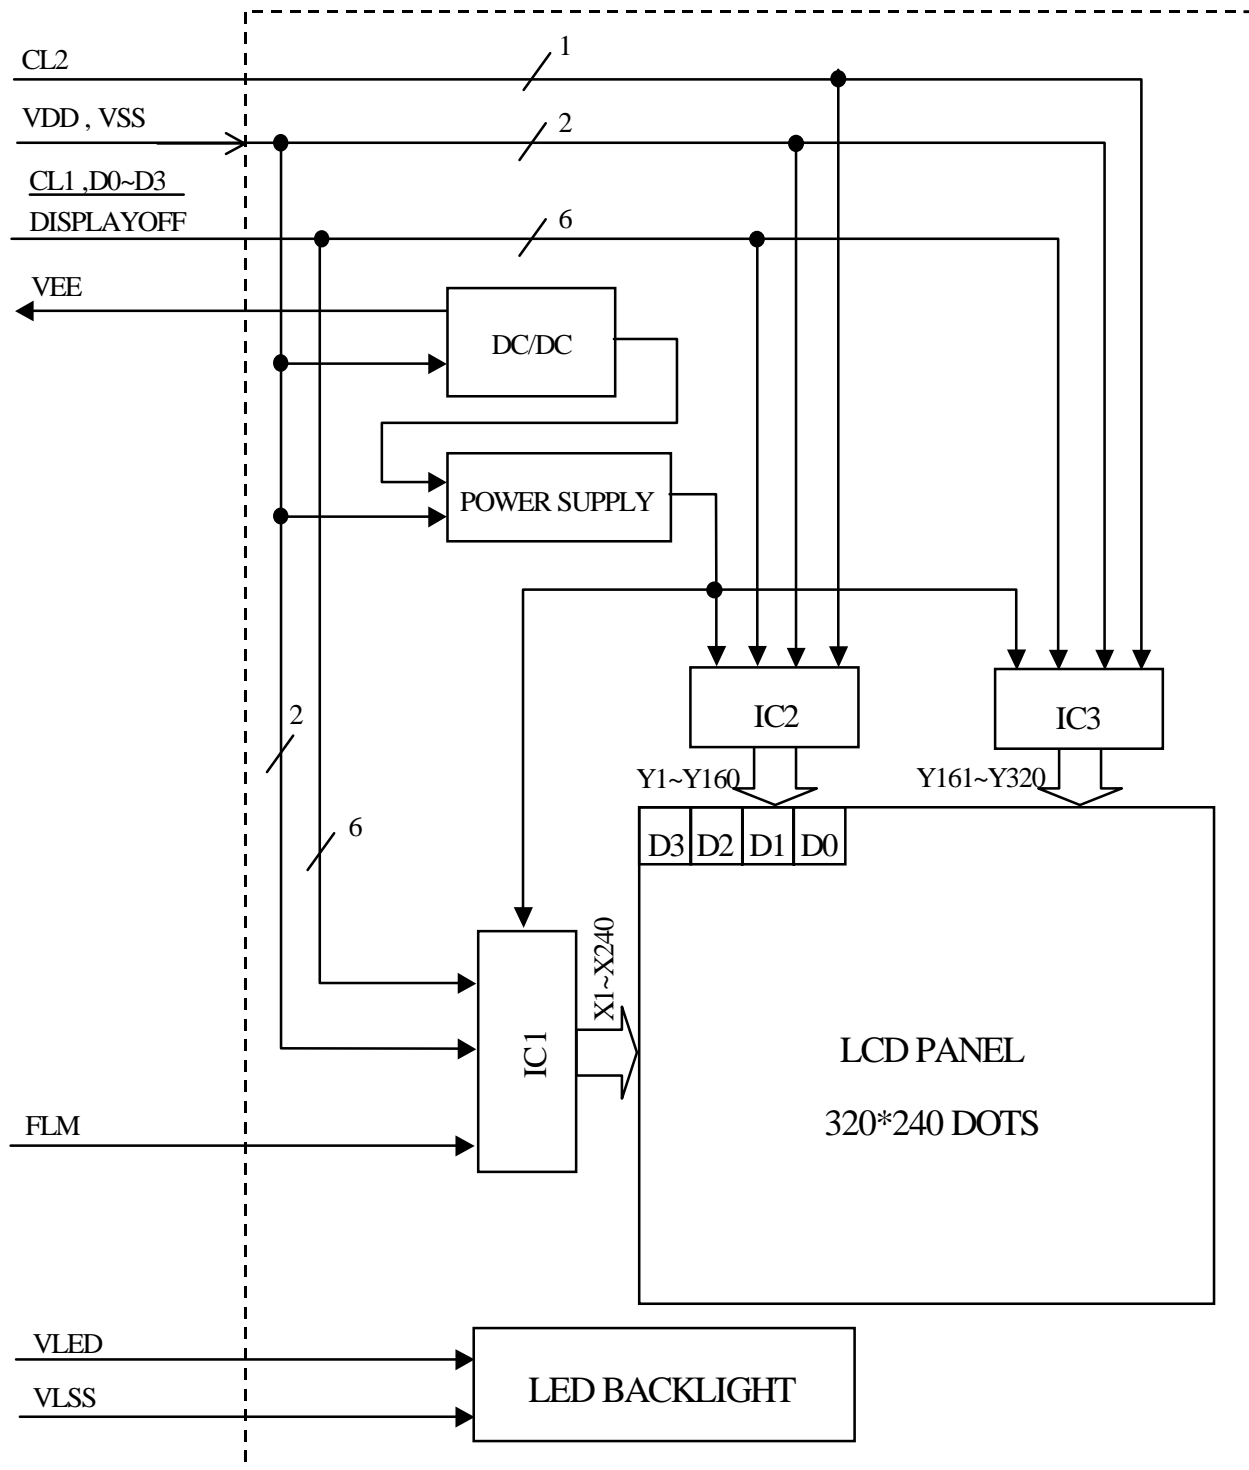 CL2
1
VDD , VSS
2
CL1 ,D0~D3
DISPLAYOFF
6
VEE
DC/DC
POWER SUPPLY
2
IC2
IC3
Y1~Y160
Y161~Y320
6
D3 D2 D1 D0
X1~X240
IC1
LCD PANEL
320*240 DOTS
FLM
VLED
VLSS
LED BACKLIGHT